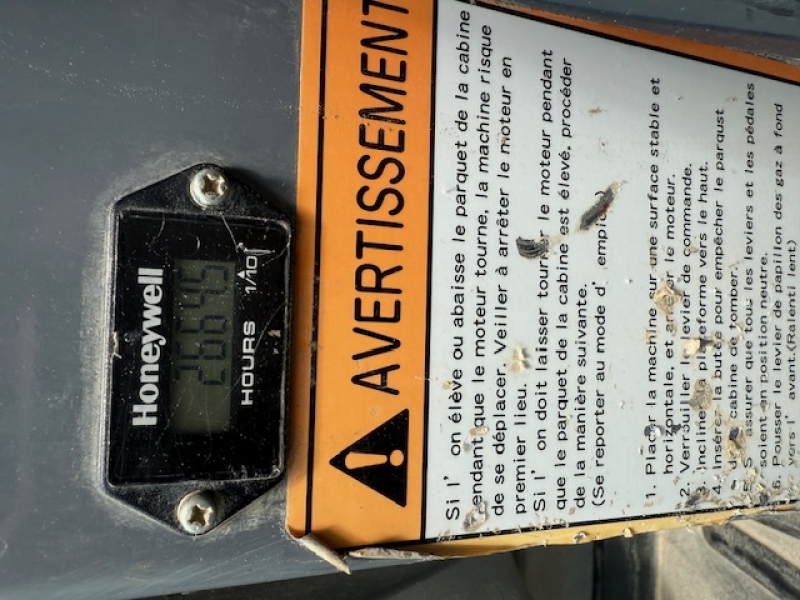 Honeywell
26646
HOURS 1/10
AVERTISSEMENT
Si l' on élève ou abaisse le parquet de la cabine
endant que le moteur tourne, la machine risque
de se déplacer. Veiller à arrêter le moteur en
premier lieu.
Si l' on doit laisser tourner le moteur pendant
que le parquet de la cabine est élevé, procéder
de la manière suivante.
(Se reporter au mode d' emploi
1. Placer la machine sur une surface stable et
horizontale, et arrêter le moteur.
2. Verrouiller levier de commande.
3. Incliner la plateforme vers le haut.
4. Insérer la butée pour empêcher le parqust
de cabine de tomber.
5. S' assurer que tous les leviers et les pédales
soient en position neutre.
6. Pousser le levier de papillon des gaz à fond
vers l' avant.(Ralenti lent)